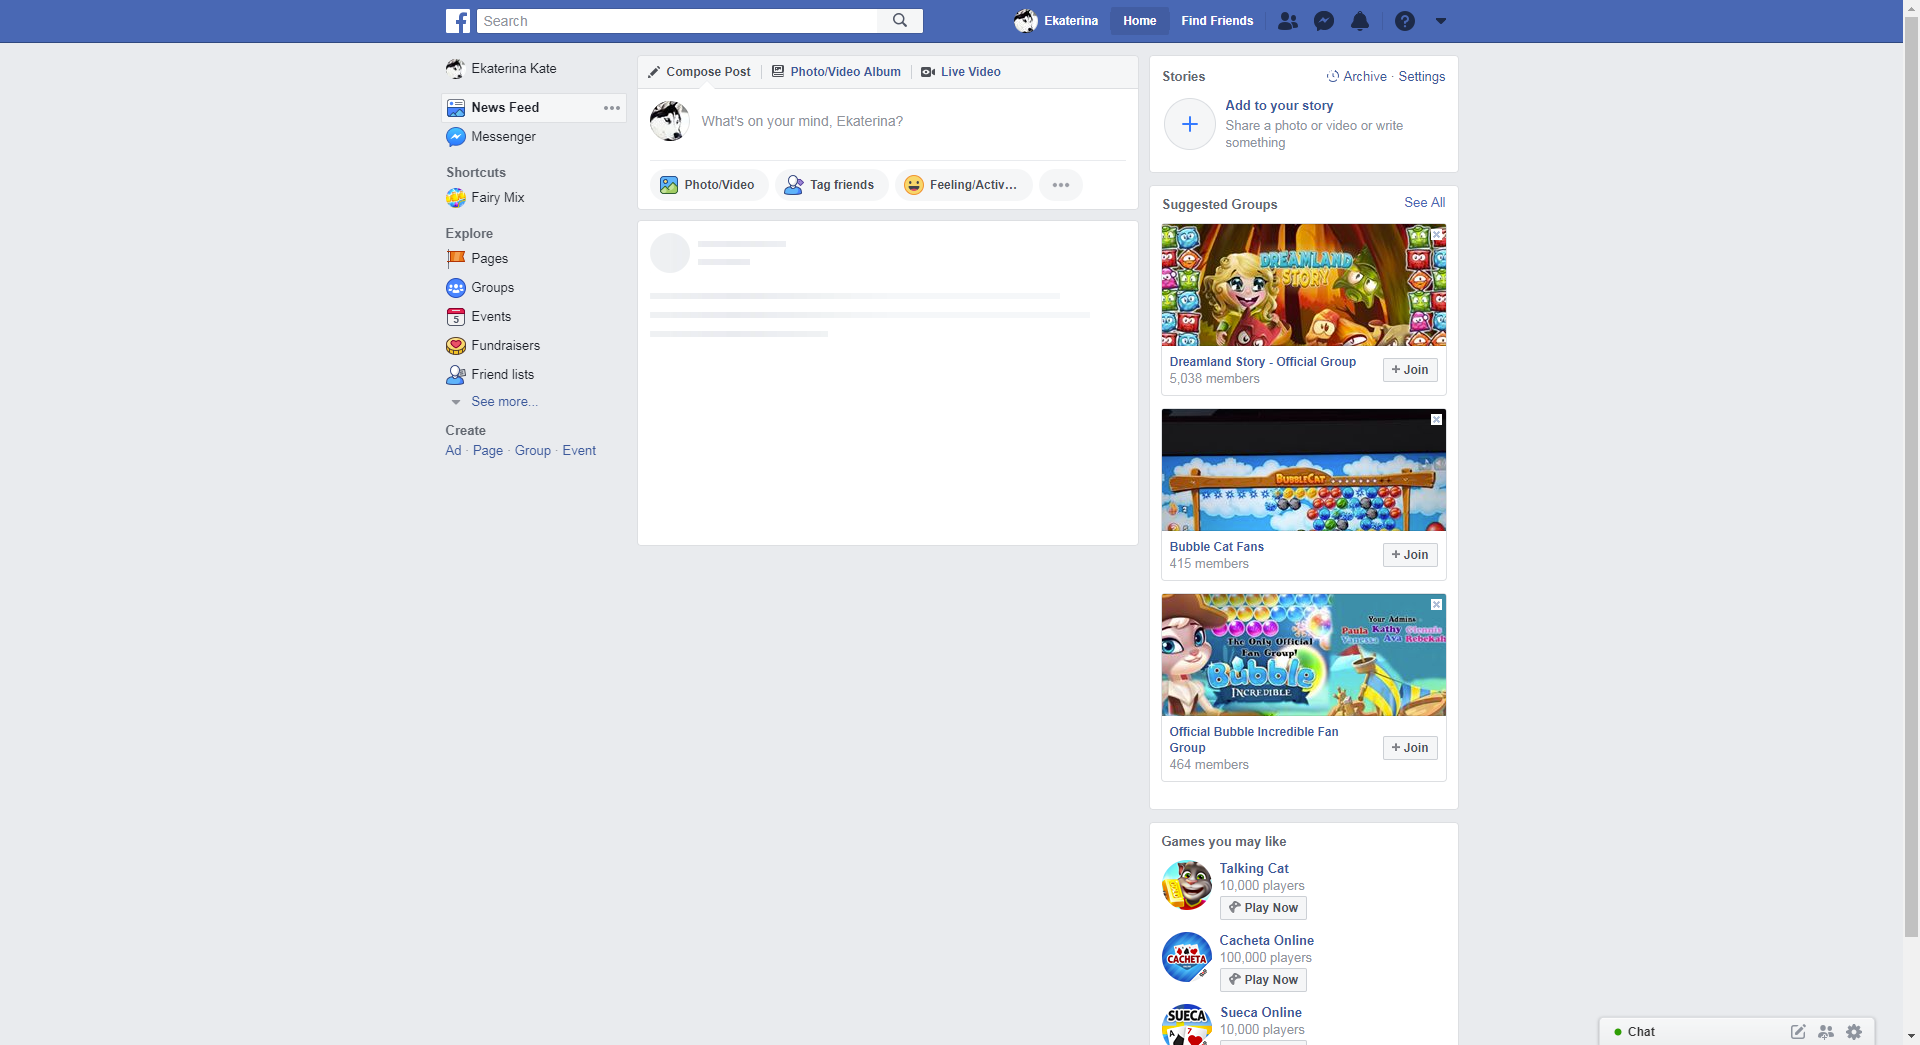 Search
Ekaterina
Home
Find Friends
Ekaterina Kate
News Feed
Messenger
Shortcuts
Fairy Mix
Explore
Pages
Groups
5
Events
Fundraisers
Friend lists
See more...
Create
Ad · Page · Group · Event
Compose Post
Photo/Video Album
Live Video
What's on your mind, Ekaterina?
Photo/Video
Tag friends
Feeling/Activ...
Stories
Archive · Settings
Add to your story
Share a photo or video or write
something
Suggested Groups
See All
DREAMLAND
STORY
Dreamland Story - Official Group
5,038 members
+ Join
BUBBLECAT
Bubble Cat Fans
415 members
+ Join
Your Admins
Paula Kathy Glennis
Vanessa Ava Rebekah
The Only Official
Fan Group!
Bubble
INCREDIBLE
Official Bubble Incredible Fan
Group
464 members
+ Join
Games you may like
Talking Cat
10,000 players
Play Now
CACHETA
Cacheta Online
100,000 players
Play Now
SUECA
A 7
Sueca Online
10,000 players
Chat